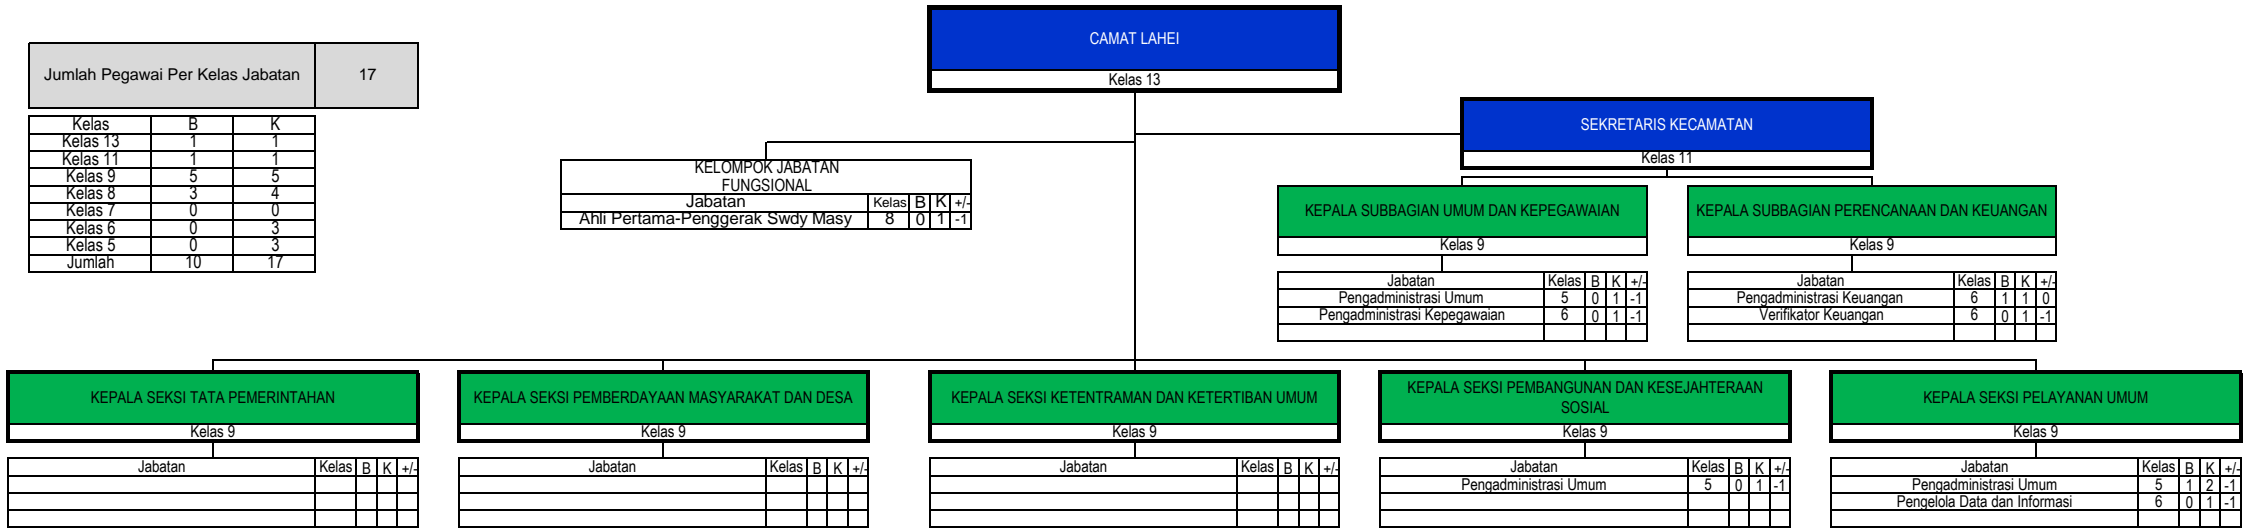 CAMAT LAHEI
Kelas 13
Jumlah Pegawai Per Kelas Jabatan 17
Kelas B K
Kelas 13 1 1
Kelas 11 1 1
Kelas 9 5 5
Kelas 8 3 4
Kelas 7 0 0
Kelas 6 0 3
Kelas 5 0 3
Jumlah 10 17
SEKRETARIS KECAMATAN
Kelas 11
KELOMPOK JABATAN
FUNGSIONAL
Jabatan Kelas B K +/-
Ahli Pertama-Penggerak Swdy Masy 8 0 1 -1
KEPALA SUBBAGIAN UMUM DAN KEPEGAWAIAN
Kelas 9
Jabatan Kelas B K +/-
Pengadministrasi Umum 5 0 1 -1
Pengadministrasi Kepegawaian 6 0 1 -1
KEPALA SUBBAGIAN PERENCANAAN DAN KEUANGAN
Kelas 9
Jabatan Kelas B K +/-
Pengadministrasi Keuangan 6 1 1 0
Verifikator Keuangan 6 0 1 -1
KEPALA SEKSI TATA PEMERINTAHAN
Kelas 9
Jabatan Kelas B K +/-
KEPALA SEKSI PEMBERDAYAAN MASYARAKAT DAN DESA
Kelas 9
Jabatan Kelas B K +/-
KEPALA SEKSI KETENTRAMAN DAN KETERTIBAN UMUM
Kelas 9
Jabatan Kelas B K +/-
KEPALA SEKSI PEMBANGUNAN DAN KESEJAHTERAAN
SOSIAL
Kelas 9
Jabatan Kelas B K +/-
Pengadministrasi Umum 5 0 1 -1
KEPALA SEKSI PELAYANAN UMUM
Kelas 9
Jabatan Kelas B K +/-
Pengadministrasi Umum 5 1 2 -1
Pengelola Data dan Informasi 6 0 1 -1